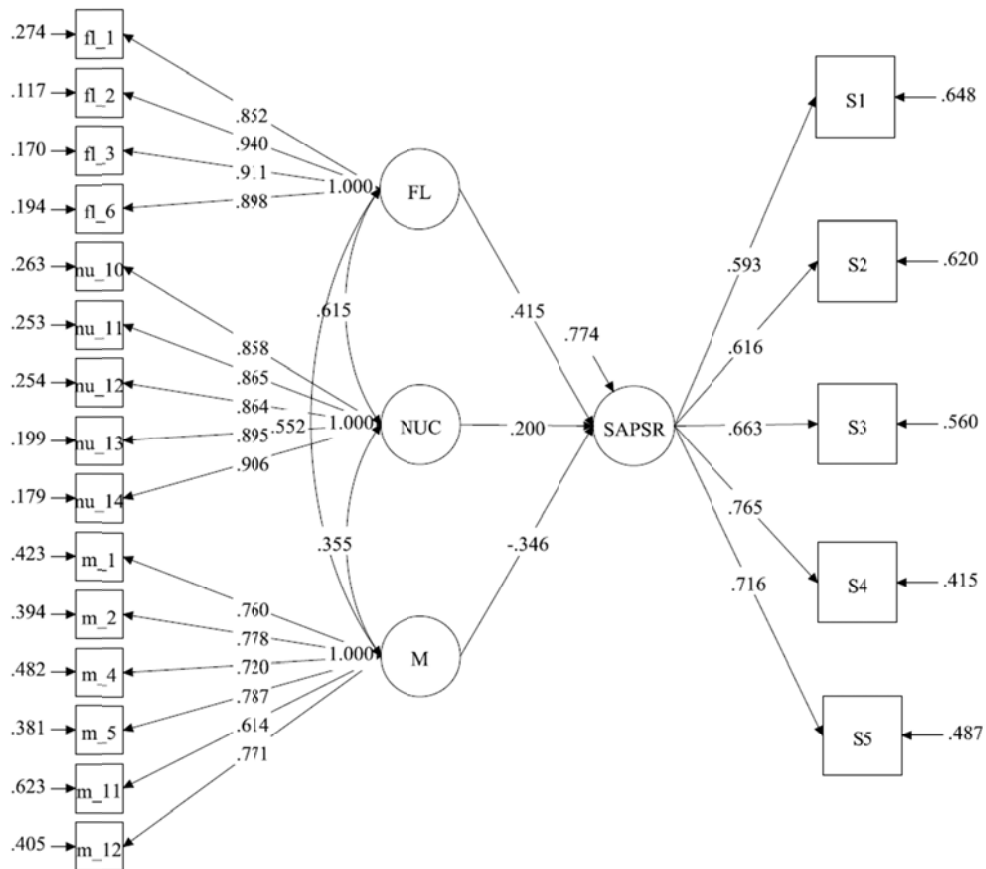 .274 fl_1
.117 fl_2
.170 fl_3
.194 fl_6
.263 nu_10
.253 nu_11
.254 nu_12
.199 nu_13
.179 nu_14
.423 m_1
.394 m_2
.482 m_4
.381 m_5
.623 m_11
.405 m_12
.852
.940
.911
.898
1.000
FL
.858
.865
.864
.895
.906
1.000
NUC
.760
.778
.720
.787
.614
.771
1.000
M
.615
.552
.355
.415
.200
-.346
.774
SAPSR
.593
.616
.663
.765
.716
S1 .648
S2 .620
S3 .560
S4 .415
S5 .487